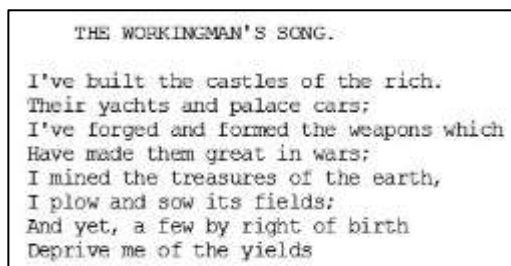 THE WORKINGMAN'S SONG.
I've built the castles of the rich.
Their yachts and palace cars;
I've forged and formed the weapons which
Have made them great in wars;
I mined the treasures of the earth,
I plow and sow its fields;
And yet, a few by right of birth
Deprive me of the yields